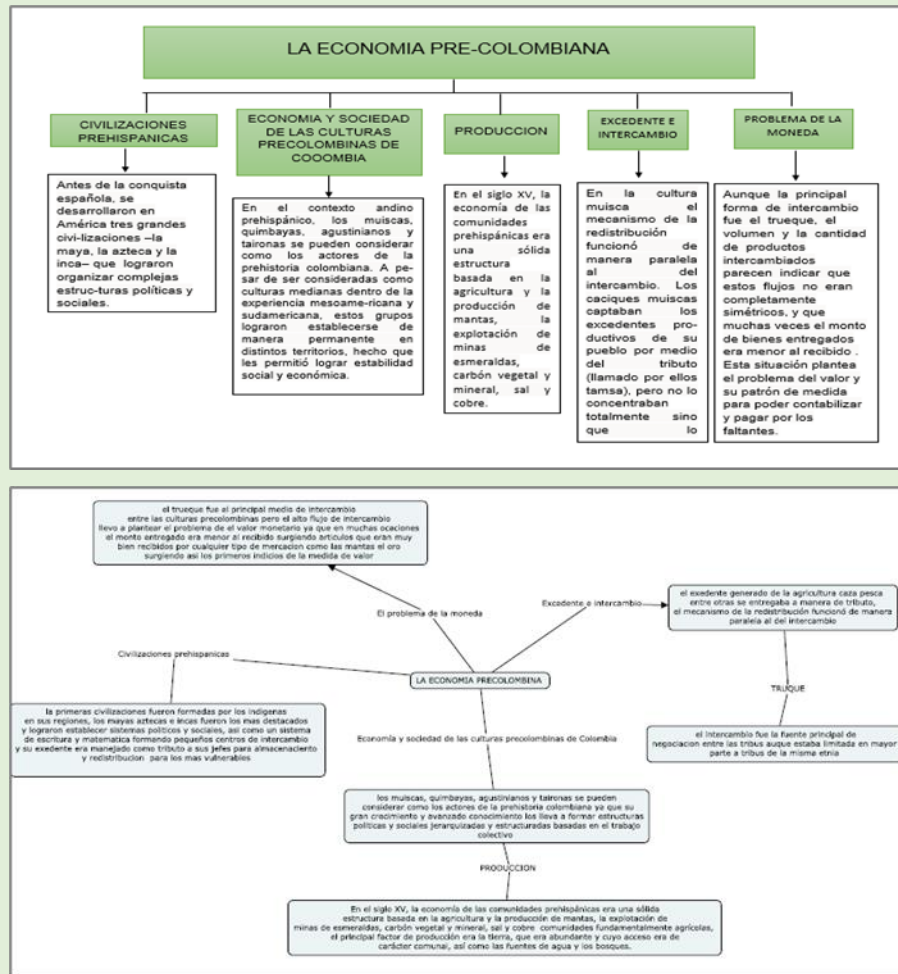 LA ECONOMIA PRE-COLOMBIANA
CIVILIZACIONES
PREHISPANICAS
Antes de la conquista
española, se
desarrollaron en
América tres grandes
civi-lizaciones –la
maya, la azteca y la
inca– que lograron
organizar complejas
estruc-turas políticas y
sociales.
ECONOMIA Y SOCIEDAD
DE LAS CULTURAS
PRECOLOMBINAS DE
COOOMBIA
En el contexto andino
prehispánico, los muiscas,
quimbayas, agustinianos y
taironas se pueden considerar
como los actores de la
prehistoria colombiana. A pe-
sar de ser consideradas como
culturas medianas dentro de la
experiencia mesoame-ricana y
sudamericana, estos grupos
lograron establecerse de
manera permanente en
distintos territorios, hecho que
les permitió lograr estabilidad
social y económica.
PRODUCCION
En el siglo XV, la
economía de las
comunidades
prehispánicas era
una sólida
estructura
basada en la
agricultura y la
producción de
mantas, la
explotación de
minas de
esmeraldas,
carbón vegetal y
mineral, sal y
cobre.
EXCEDENTE E
INTERCAMBIO
En la cultura
muisca el
mecanismo de la
redistribución
funcionó de
manera paralela
al del
intercambio. Los
caciques muiscas
captaban los
excedentes pro-
ductivos de su
pueblo por medio
del tributo
(llamado por ellos
tamsa), pero no lo
concentraban
totalmente sino
que lo
PROBLEMA DE LA
MONEDA
Aunque la principal
forma de intercambio
fue el trueque, el
volumen y la cantidad
de productos
intercambiados
parecen indicar que
estos flujos no eran
completamente
simétricos, y que
muchas veces el monto
de bienes entregados
era menor al recibido .
Esta situación plantea
el problema del valor y
su patrón de medida
para poder contabilizar
y pagar por los
faltantes.
el trueque fue el principal medio de intercambio
entre las culturas precolombinas pero el alto flujo de intercambio
llevo a plantear el problema de el valor monetario ya que en muchas ocaciones
el monto entregado era menor al recibido surgiendo articulos que eran muy
bien recibidos por cualquier tipo de mercacion como las mantas el oro
surgiendo asi los primeros indicios de la medida de valor
El problema de la moneda
Excedente e intercambio
el exedente generado de la agricultura caza pesca
entre otras se entregaba a manera de tributo,
el mecanismo de la redistribución funcionó de manera
paralela al del intercambio
TRUQUE
el intercambio fue la fuente principal de
negociacion entre las tribus auque estaba limitada en mayor
parte a tribus de la misma etnia
Civilizaciones prehispanicas
LA ECONOMIA PRECOLOMBINA
la primeras civilizaciones fueron formadas por los indigenas
en sus regiones, los mayas aztecas e incas fueron los mas destacados
y lograron establecer sistemas politicos y sociales, asi como un sistema
de escritura y matematica formando pequeños centros de intercambio
y su exedente era manejado como tributo a sus jefes para almacenaciento
y redistribucion para los mas vulnerables
Economía y sociedad de las culturas precolombinas de Colombia
los muiscas, quimbayas, agustinianos y taironas se pueden
considerar como los actores de la prehistoria colombiana ya que su
gran crecimiento y avanzado conocimiento los lleva a formar estructuras
politicas y sociales jerarquizadas y estructuradas basadas en el trabajo
colectivo
PRODUCCION
En el siglo XV, la economía de las comunidades prehispánicas era una sólida
estructura basada en la agricultura y la producción de mantas, la explotación de
minas de esmeraldas, carbón vegetal y mineral, sal y cobre comunidades fundamentalmente agrícolas,
el principal factor de producción era la tierra, que era abundante y cuyo acceso era de
carácter comunal, así como las fuentes de agua y los bosques.